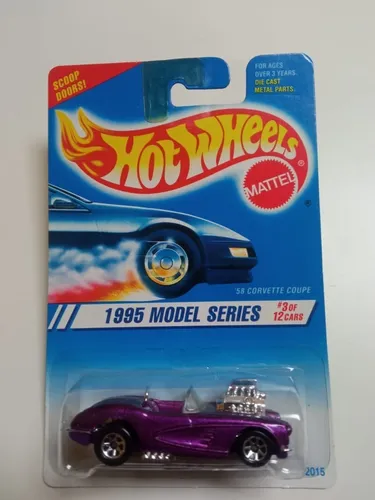 SCOOP
DOORS!
FOR AGES
OVER 3 YEARS.
DIE CAST
METAL PARTS.
HOT WHEELS
MATTEL
'58 CORVETTE COUPE
1995 MODEL SERIES
#3 OF
12 CARS
2015